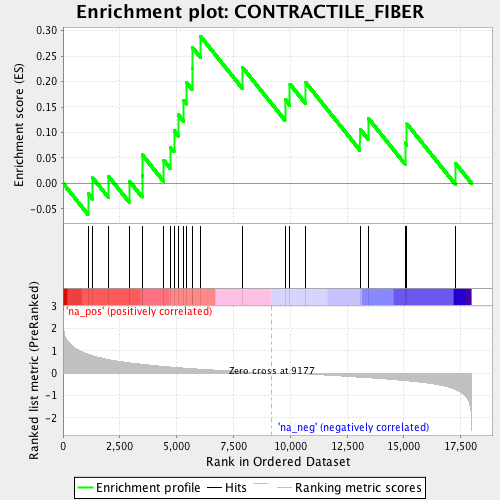 Enrichment plot: CONTRACTILE_FIBER
Enrichment score (ES)
0.30
0.25
0.20
0.15
0.10
0.05
0.00
-0.05
Ranked list metric (PreRanked)
3
2
1
0
-1
-2
'na_pos' (positively correlated)
Zero cross at 9177
'na_neg' (negatively correlated)
0 2,500 5,000 7,500 10,000 12,500 15,000 17,500
Rank in Ordered Dataset
Enrichment profile Hits Ranking metric scores